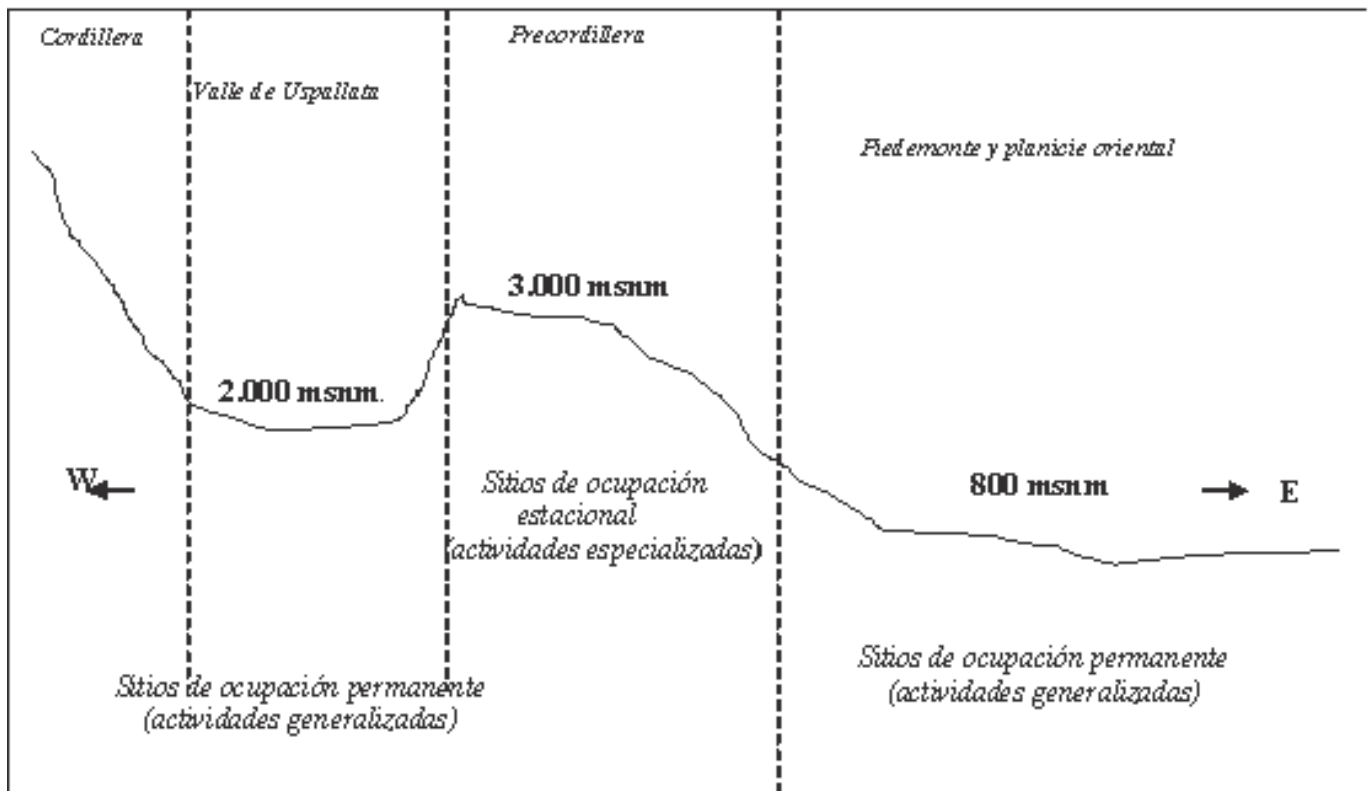 Cordillera
Precordillera
Valle de Uspallata
Piedemonte y planicie oriental
3.000 msnm
2.000 msnm.
W
Sitios de ocupación
estacional
(actividades especializadas)
800 msnm
E
Sitios de ocupación permanente
(actividades generalizadas)
Sitios de ocupación permanente
(actividades generalizadas)